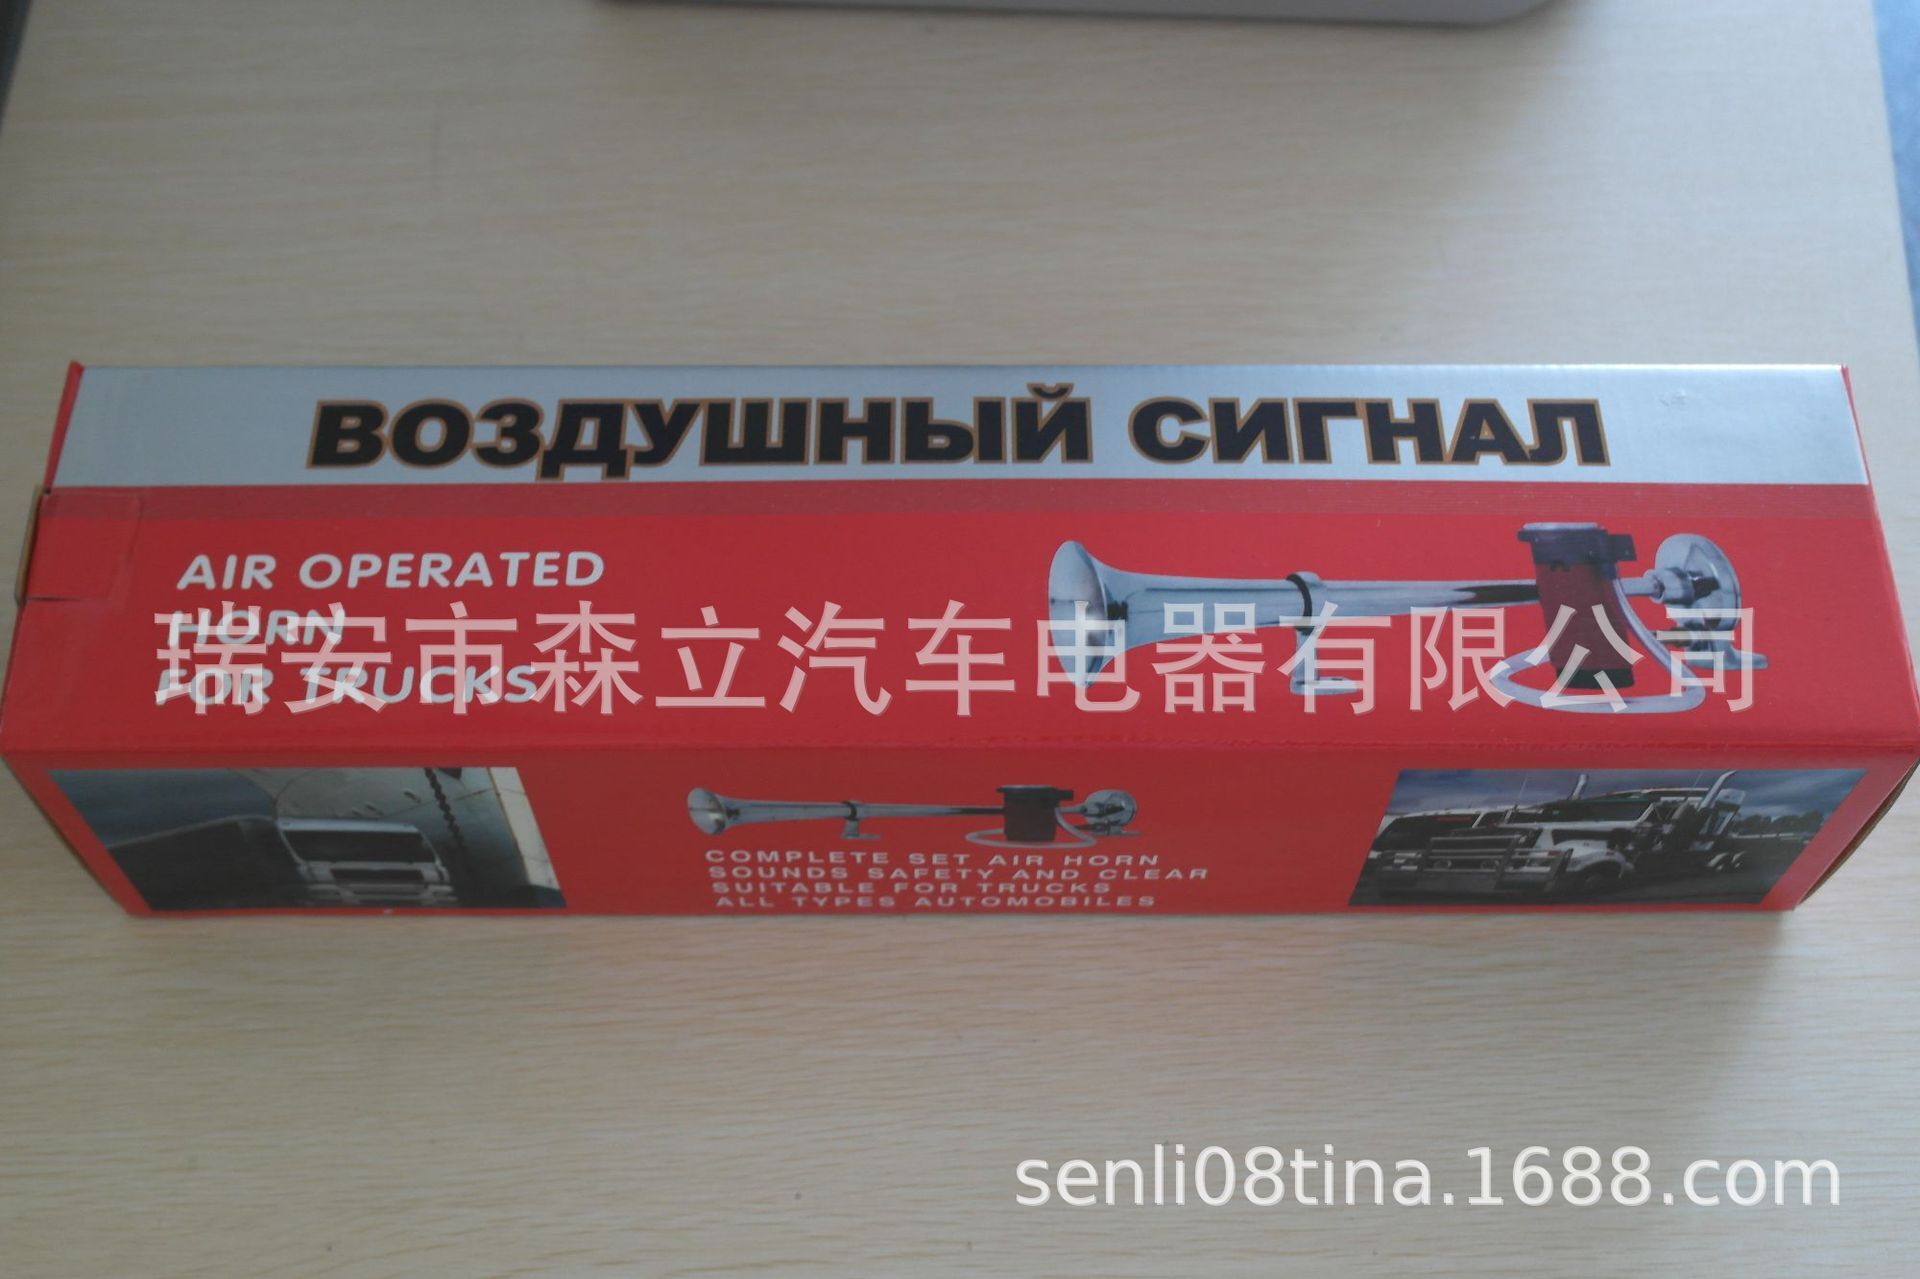 ВОЗДУШНЫЙ СИГНАЛ
AIR OPERATED
HORN
FOR TRUCKS
瑞安市森立汽车电器有限公司
COMPLETE SET AIR HORN
SOUNDS SAFETY AND CLEAR
SUITABLE FOR TRUCKS
ALL TYPES AUTOMOBILES
senli08tina.1688.com